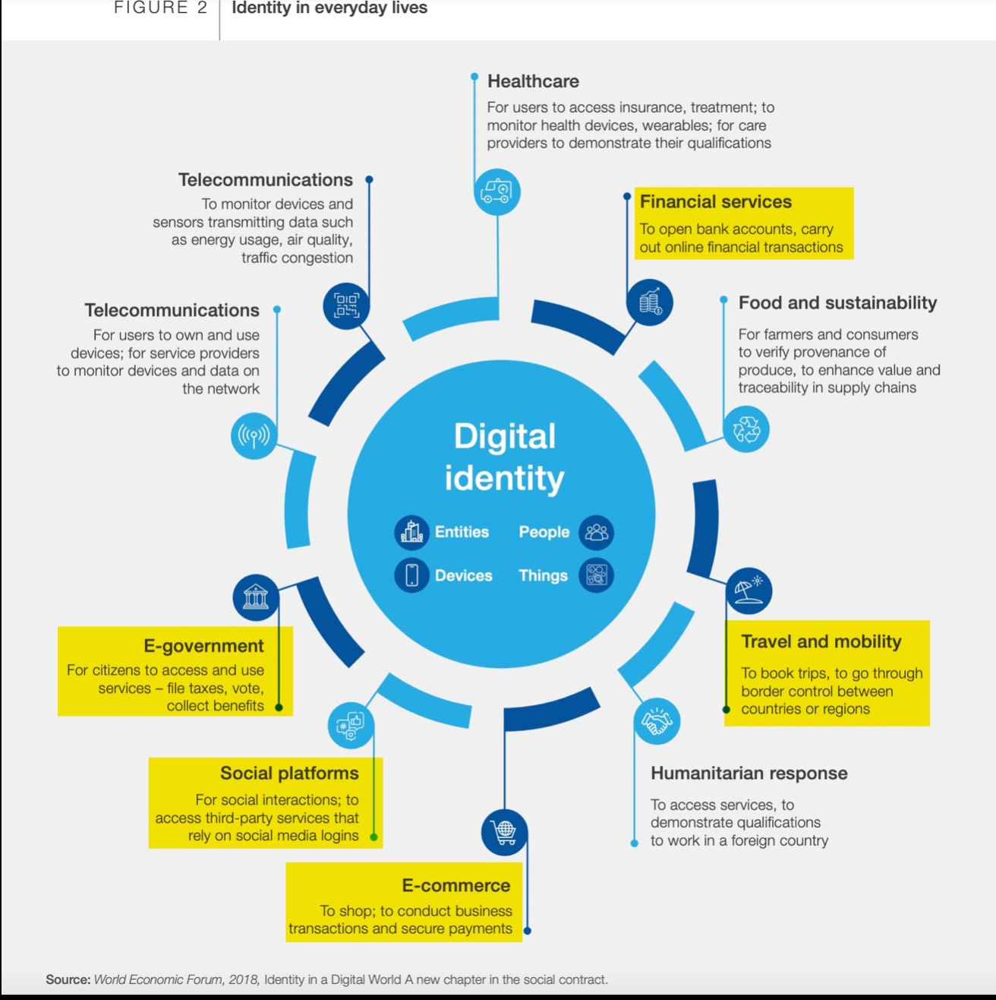 FIGURE 2
Identity in everyday lives
Healthcare
For users to access insurance, treatment; to
monitor health devices, wearables; for care
providers to demonstrate their qualifications
Telecommunications
To monitor devices and
sensors transmitting data such
as energy usage, air quality,
traffic congestion
Financial services
To open bank accounts, carry
out online financial transactions
Telecommunications
For users to own and use
devices; for service providers
to monitor devices and data on
the network
Food and sustainability
For farmers and consumers
to verify provenance of
produce, to enhance value and
traceability in supply chains
Digital
identity
Entities
People
Devices
Things
E-government
For citizens to access and use
services – file taxes, vote,
collect benefits
Travel and mobility
To book trips, to go through
border control between
countries or regions
Social platforms
For social interactions; to
access third-party services that
rely on social media logins
Humanitarian response
To access services, to
demonstrate qualifications
to work in a foreign country
E-commerce
To shop; to conduct business
transactions and secure payments
Source: World Economic Forum, 2018, Identity in a Digital World A new chapter in the social contract.